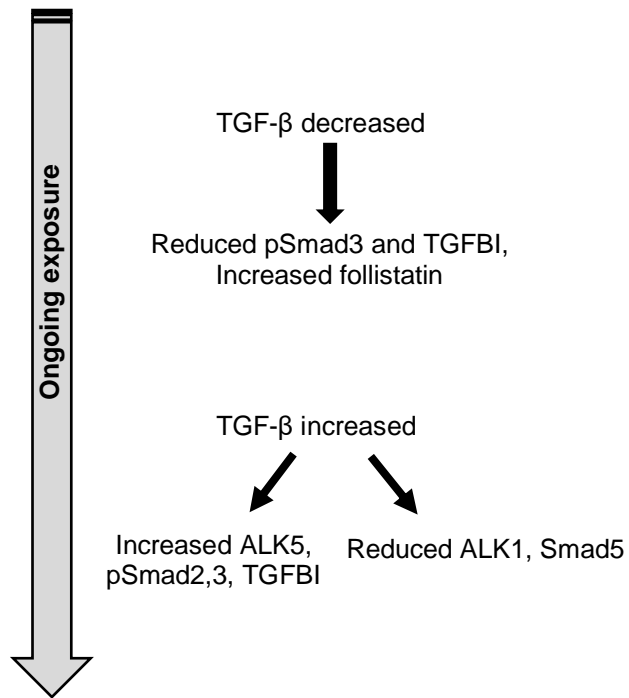 Ongoing exposure
TGF-β decreased
Reduced pSmad3 and TGFBI,
Increased follistatin
TGF-β increased
Increased ALK5,
pSmad2,3, TGFBI
Reduced ALK1, Smad5